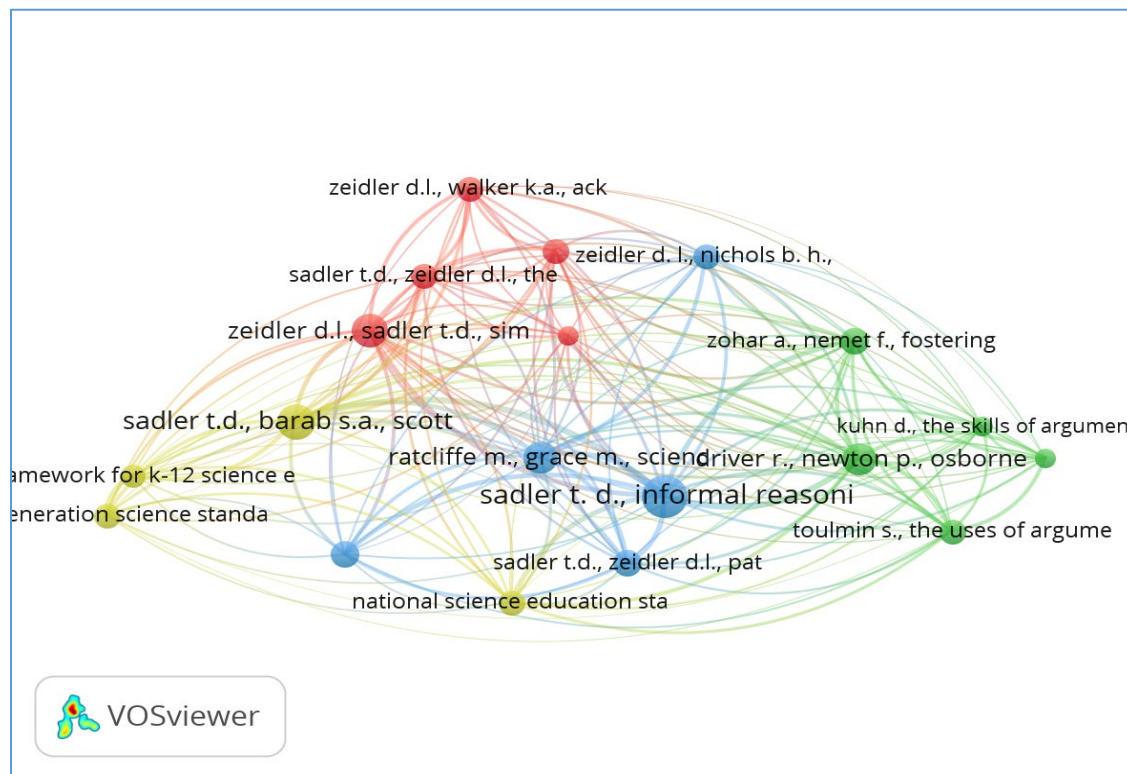 zeidler d.l., walker k.a., ack
zeidler d. l., nichols b. h.,
sadler t.d., zeidler d.l., the
zeidler d.l., sadler t.d., sim
zohar a., nemet f., fostering
sadler t.d., barab s.a., scott
kuhn d., the skills of argumen
ratcliffe m., grace m., scienc
driver r., newton p., osborne
amework for k-12 science e
sadler t. d., informal reasoni
eneration science standa
toulmin s., the uses of argume
sadler t.d., zeidler d.l., pat
national science education sta
VOSviewer